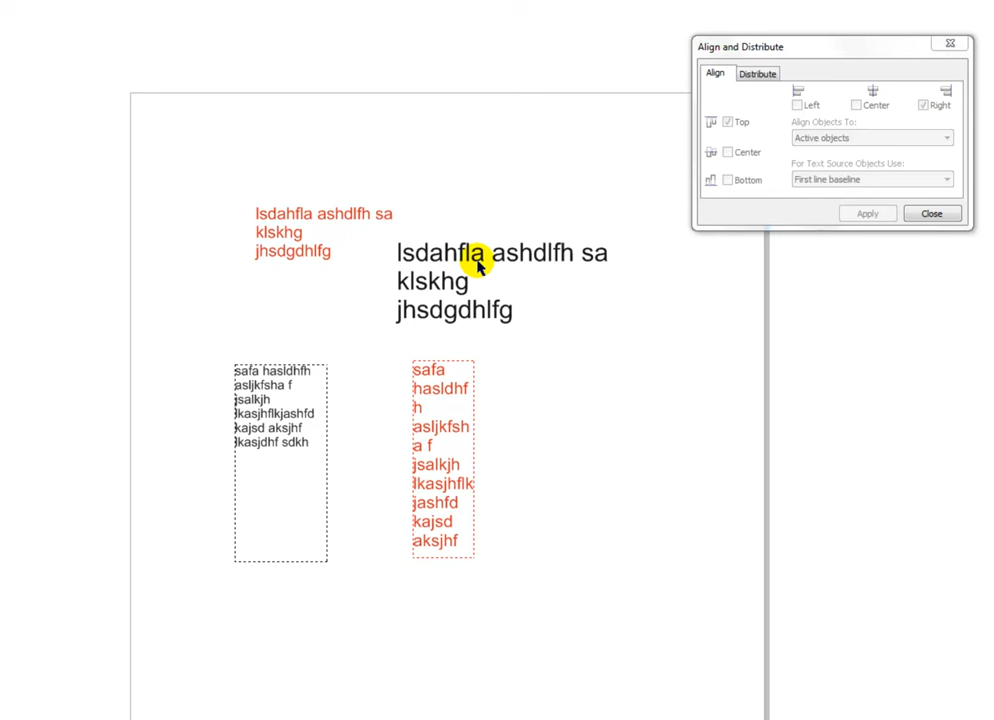 Align and Distribute
Align Distribute
Left Center Right
Top
Align Objects To:
Active objects
Center
For Text Source Objects Use:
Bottom
First line baseline
Apply Close
lsdahfla ashdlfh sa
klskhg
jhsdgdhlfg
lsdahfla ashdlfh sa
klskhg
jhsdgdhlfg
safa hasldhfh
asljkfsha f
jsalkjh
lkasjhflkjashfd
kajsd aksjhf
lkasjdhf sdkh
safa
hasldhf
h
asljkfsh
a f
jsalkjh
lkasjhflk
jashfd
kajsd
aksjhf